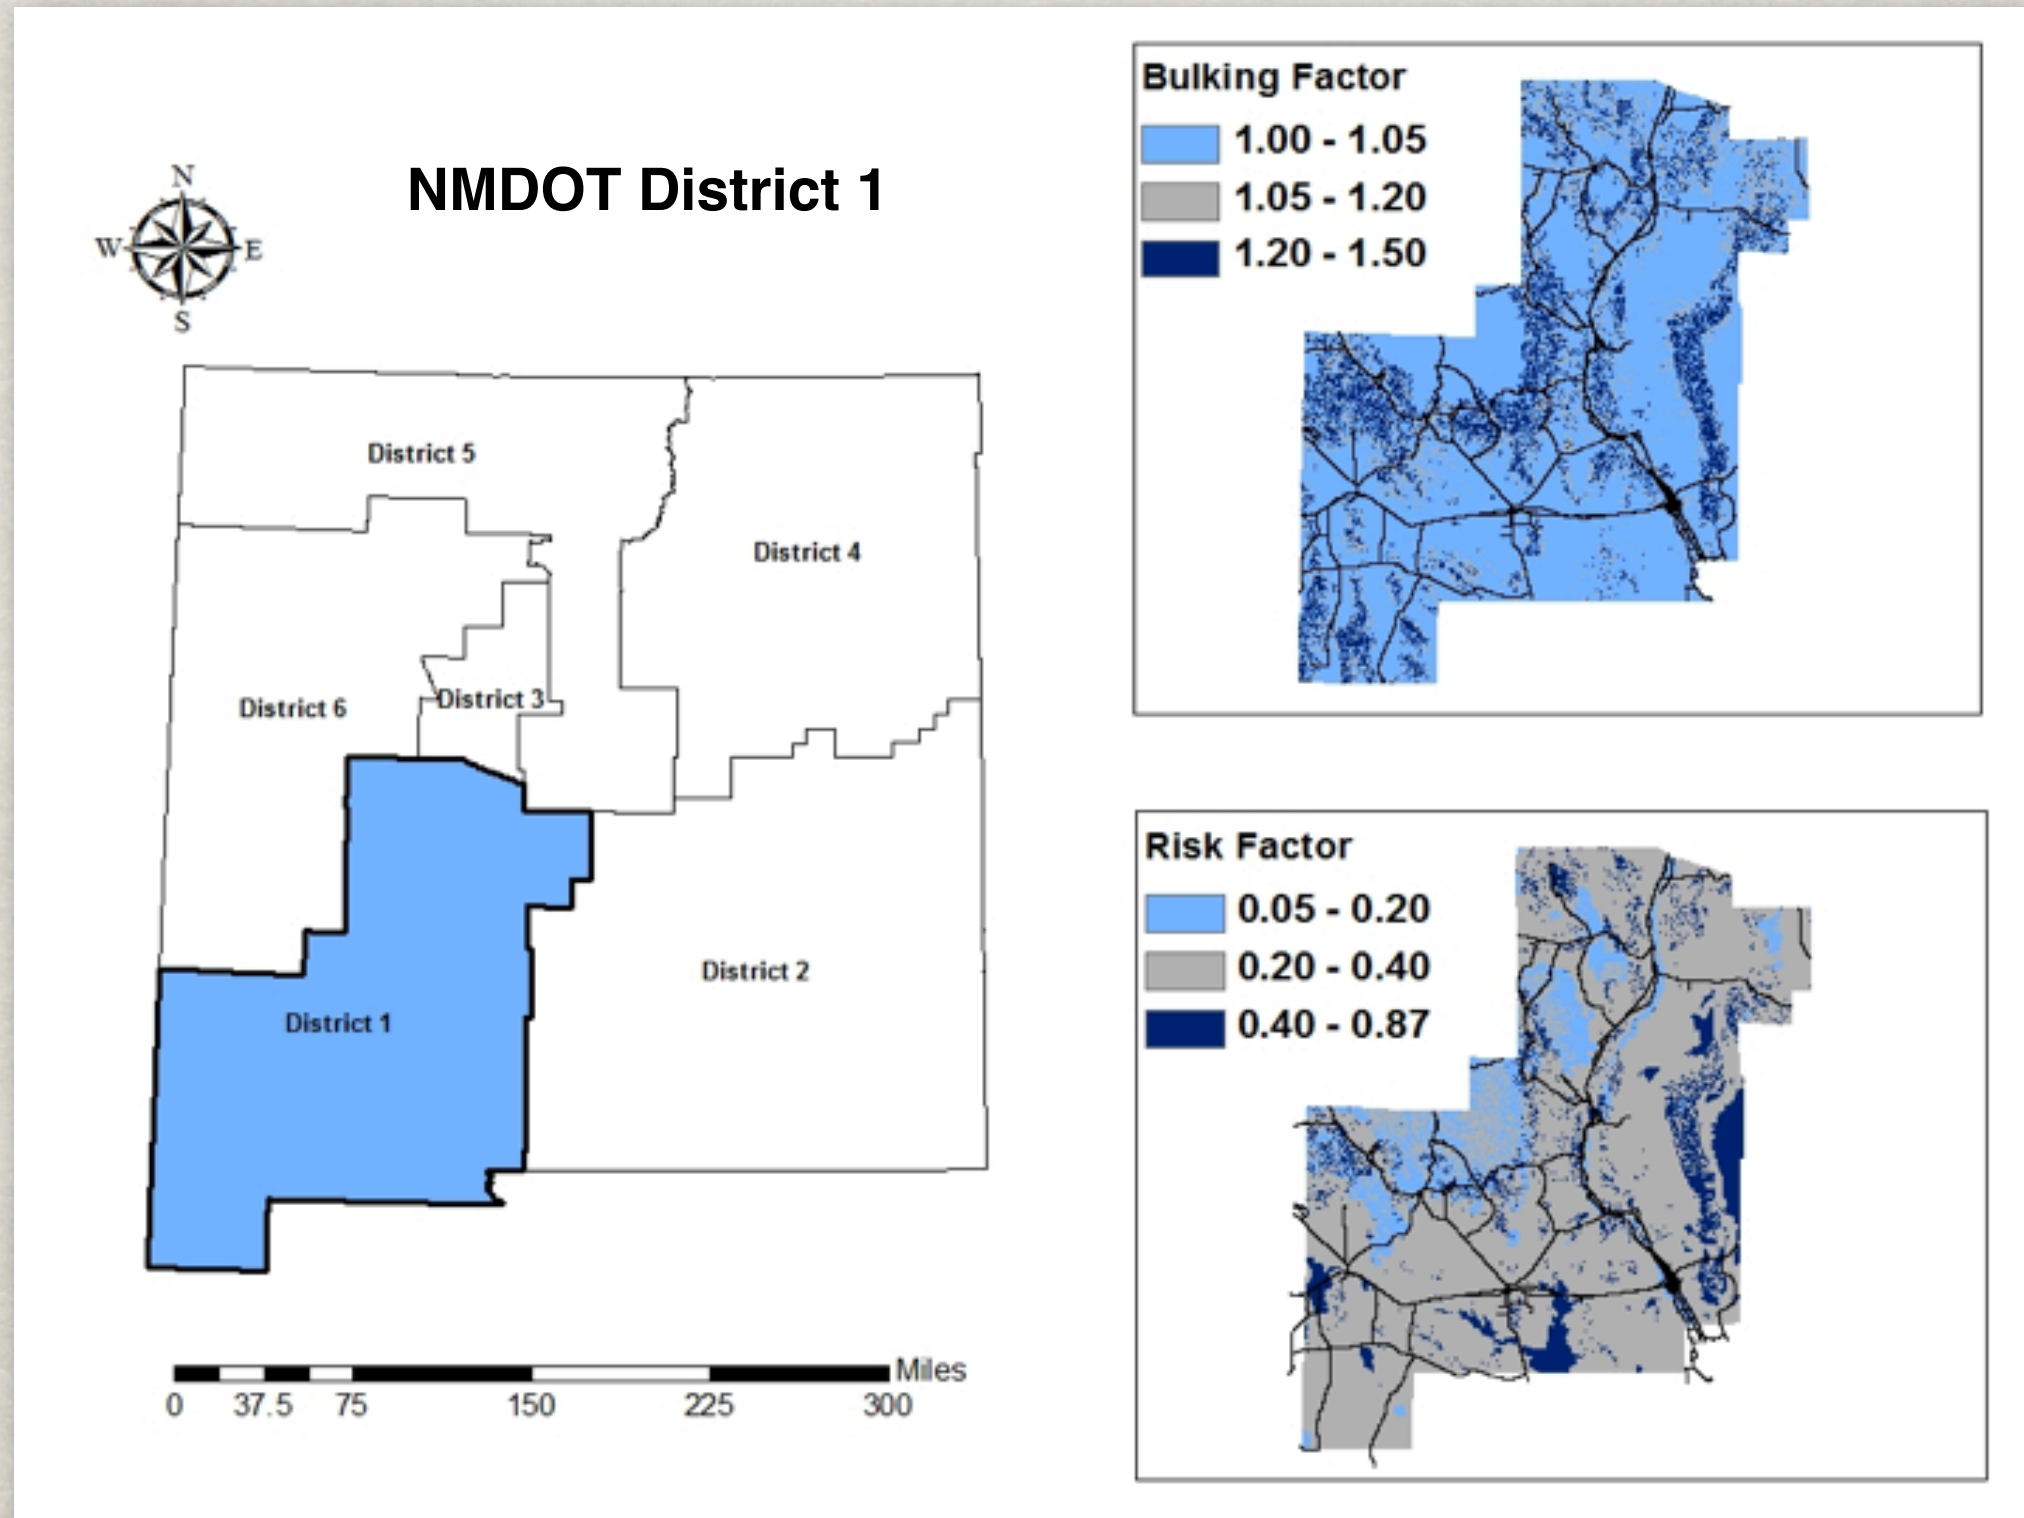 NMDOT District 1
N
W
E
S
District 5
District 4
District 6
District 3
District 2
District 1
Miles
0 37.5 75 150 225 300
Bulking Factor
1.00 - 1.05
1.05 - 1.20
1.20 - 1.50
Risk Factor
0.05 - 0.20
0.20 - 0.40
0.40 - 0.87